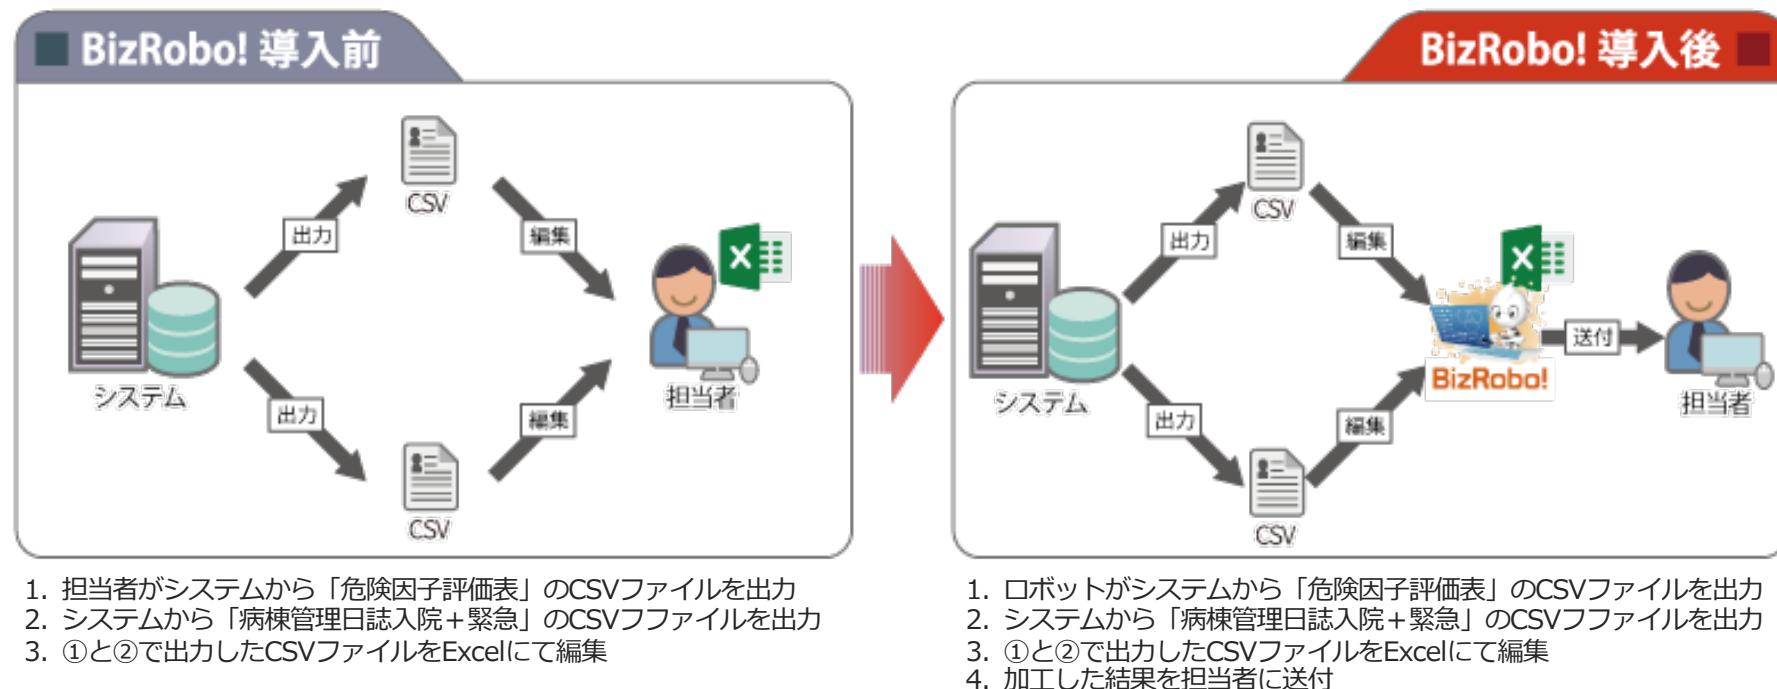 BizRobo! 導入前
CSV
出力
編集
システム
担当者
出力
編集
CSV
1. 担当者がシステムから「危険因子評価表」のCSVファイルを出力
2. システムから「病棟管理日誌入院+緊急」のCSVフファイルを出力
3. ①と②で出力したCSVファイルをExcelにて編集
BizRobo! 導入後
CSV
出力
編集
X
送付
BizRobo!
システム
担当者
出力
編集
CSV
1. ロボットがシステムから「危険因子評価表」のCSVファイルを出力
2. システムから「病棟管理日誌入院+緊急」のCSVフファイルを出力
3. ①と②で出力したCSVファイルをExcelにて編集
4. 加工した結果を担当者に送付